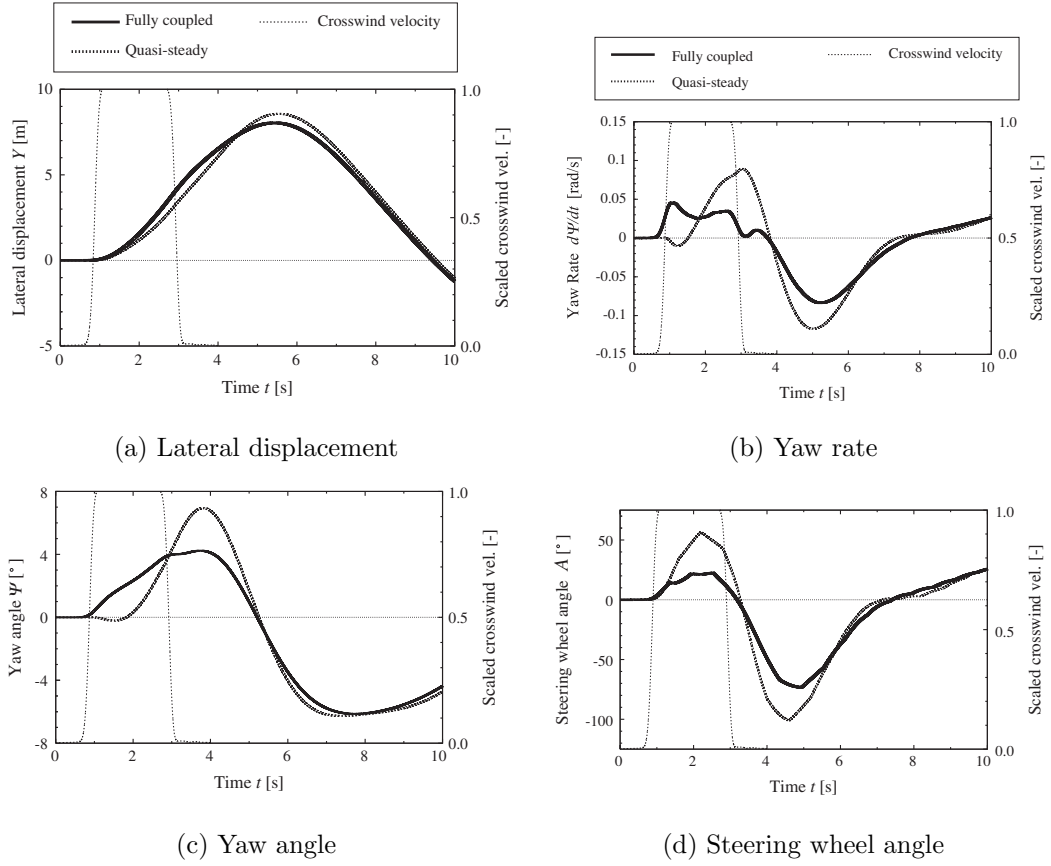 Fully coupled Crosswind velocity
Quasi-steady
Lateral displacement Y [m]
10
5
0
-5
0 2 4 6 8 10
1.0
0.5
0.0
Scaled crosswind vel. [-]
Time t [s]
(a) Lateral displacement
Fully coupled Crosswind velocity
Quasi-steady
Yaw Rate dΨ/dt [rad/s]
0.15
0.1
0.05
0
-0.05
-0.1
-0.15
0 2 4 6 8 10
1.0
0.5
0.0
Scaled crosswind vel. [-]
Time t [s]
(b) Yaw rate
Yaw angle Ψ [°]
8
4
0
-4
-8
0 2 4 6 8 10
1.0
0.5
0.0
Scaled crosswind vel. [-]
Time t [s]
(c) Yaw angle
Steering wheel angle A [°]
50
0
-50
-100
0 2 4 6 8 10
1.0
0.5
0.0
Scaled crosswind vel. [-]
Time t [s]
(d) Steering wheel angle